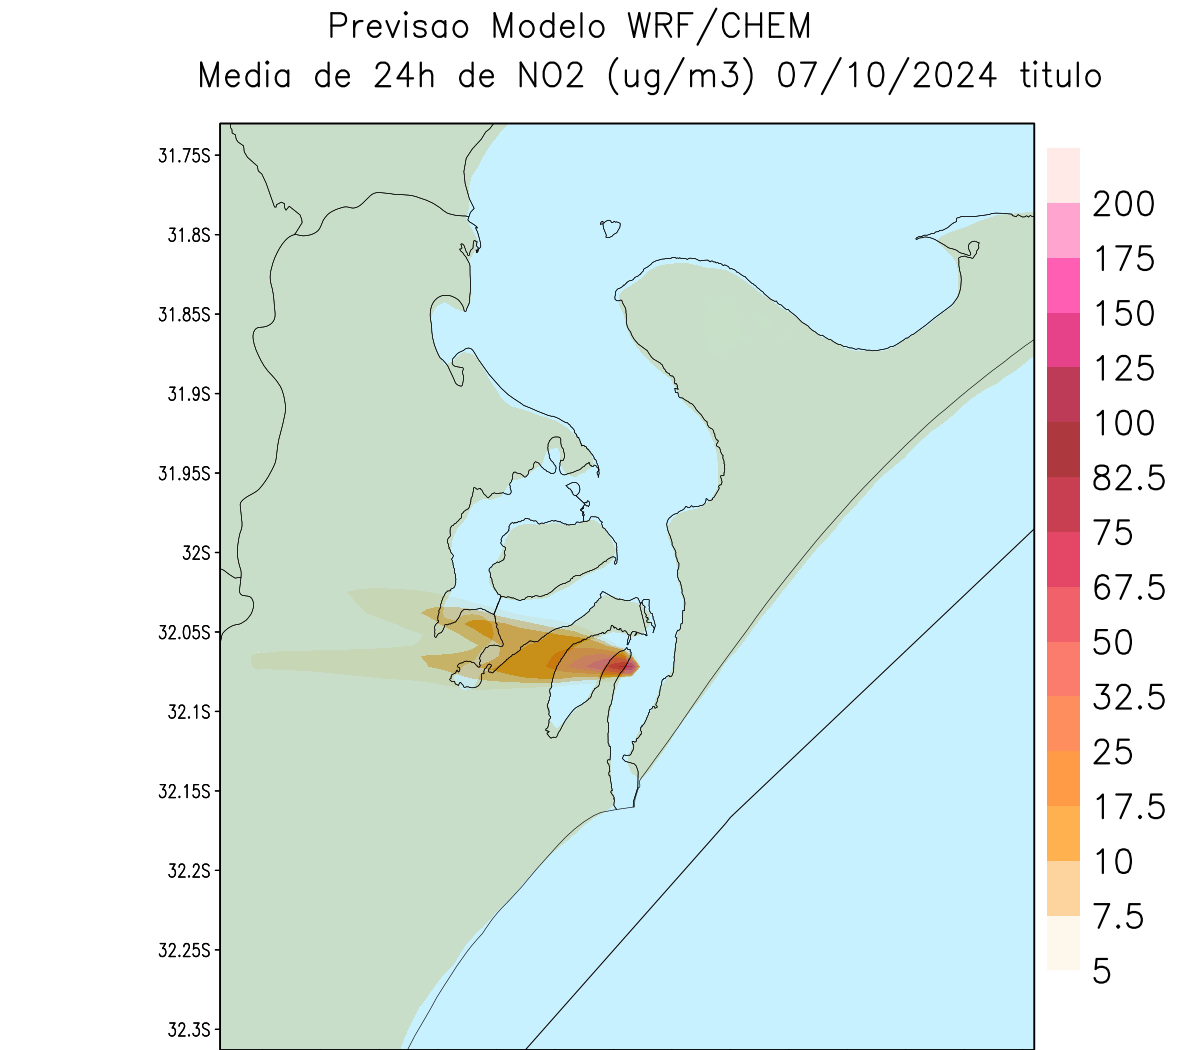 Previsao Modelo WRF/CHEM
Media de 24h de NO2 (ug/m3) 07/10/2024 titulo
31.75S
31.8S
31.85S
31.9S
31.95S
32S
32.05S
32.1S
32.15S
32.2S
32.25S
32.3S
200
175
150
125
100
82.5
75
67.5
50
32.5
25
17.5
10
7.5
5